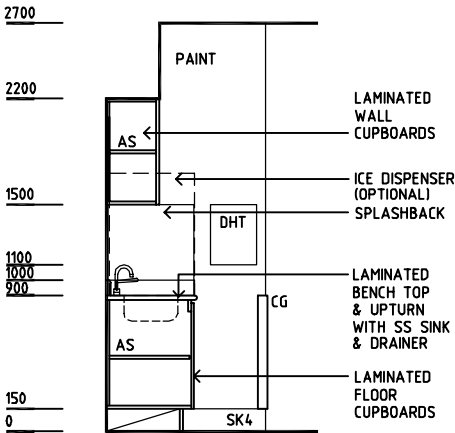 2700
PAINT
2200
LAMINATED
WALL
CUPBOARDS
AS
ICE DISPENSER
(OPTIONAL)
1500
SPLASHBACK
DHT
1100
1000
900
LAMINATED
BENCH TOP
& UPTURN
WITH SS SINK
& DRAINER
CG
AS
LAMINATED
FLOOR
CUPBOARDS
150
0
SK4